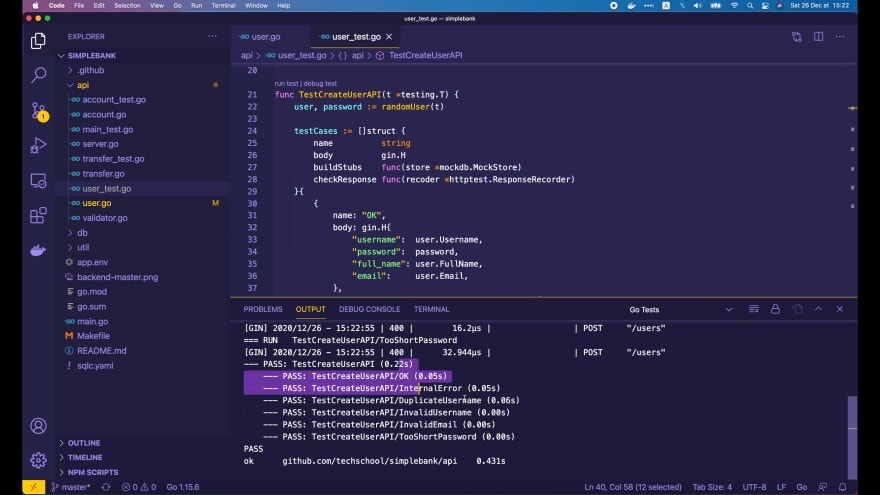 Code File Edit Selection View Go Run Terminal Window Help
Sat 26 Dec at 15:22
user_test.go — simplebank
EXPLORER
SIMPLEBANK
.github
api
account_test.go
account.go
main_test.go
server.go
transfer_test.go
transfer.go
user_test.go
user.go M
validator.go
db
util
app.env
backend-master.png
go.mod
go.sum
main.go
Makefile
README.md
sqlc.yaml
OUTLINE
TIMELINE
NPM SCRIPTS
1
user.go user_test.go
api > user_test.go > {} api > TestCreateUserAPI
20
run test | debug test
21 func TestCreateUserAPI(t *testing.T) {
22 user, password := randomUser(t)
23
24 testCases := []struct {
25 name string
26 body gin.H
27 buildStubs func(store *mockdb.MockStore)
28 checkResponse func(recoder *httptest.ResponseRecorder)
29 }{
30 {
31 name: "OK",
32 body: gin.H{
33 "username": user.Username,
34 "password": password,
35 "full_name": user.FullName,
36 "email": user.Email,
37 },
PROBLEMS OUTPUT DEBUG CONSOLE TERMINAL Go Tests
[GIN] 2020/12/26 - 15:22:55 | 400 | 16.2µs | | POST "/users"
=== RUN TestCreateUserAPI/TooShortPassword
[GIN] 2020/12/26 - 15:22:55 | 400 | 32.944µs | | POST "/users"
--- PASS: TestCreateUserAPI (0.22s)
--- PASS: TestCreateUserAPI/OK (0.05s)
--- PASS: TestCreateUserAPI/InternalError (0.05s)
--- PASS: TestCreateUserAPI/DuplicateUsername (0.06s)
--- PASS: TestCreateUserAPI/InvalidUsername (0.00s)
--- PASS: TestCreateUserAPI/InvalidEmail (0.00s)
--- PASS: TestCreateUserAPI/TooShortPassword (0.00s)
PASS
ok github.com/techschool/simplebank/api 0.431s
master* 0 0 Go 1.15.6 Ln 40, Col 58 (12 selected) Tab Size: 4 UTF-8 LF Go